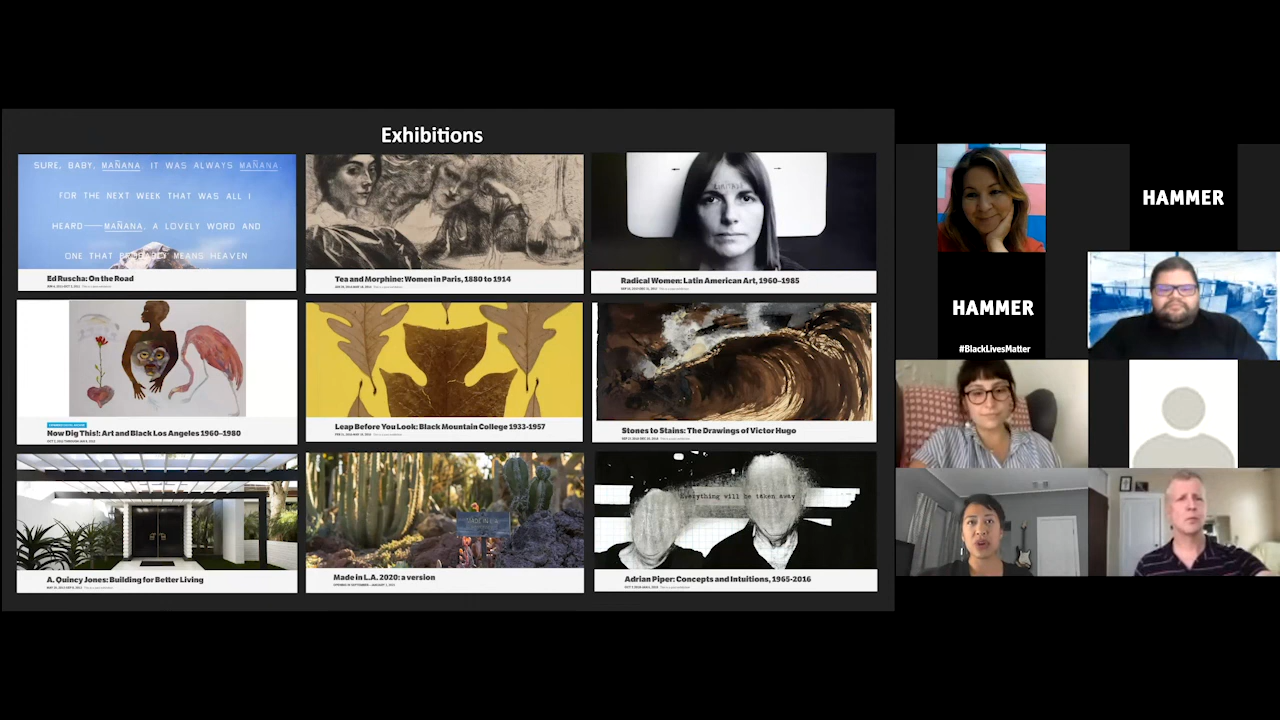 Exhibitions
SURE, BABY, MAÑANA. IT WAS ALWAYS MAÑANA.
FOR THE NEXT WEEK THAT WAS ALL I
HEARD—MAÑANA, A LOVELY WORD AND
ONE THAT PROBABLY MEANS HEAVEN
Ed Ruscha: On the Road
Tea and Morphine: Women in Paris, 1880 to 1914
Radical Women: Latin American Art, 1960–1985
Now Dig This!: Art and Black Los Angeles 1960–1980
Leap Before You Look: Black Mountain College 1933-1957
Stones to Stains: The Drawings of Victor Hugo
A. Quincy Jones: Building for Better Living
MADE IN L.A.
Made in L.A. 2020: a version
Everything will be taken away
Adrian Piper: Concepts and Intuitions, 1965-2016
HAMMER
HAMMER
#BlackLivesMatter